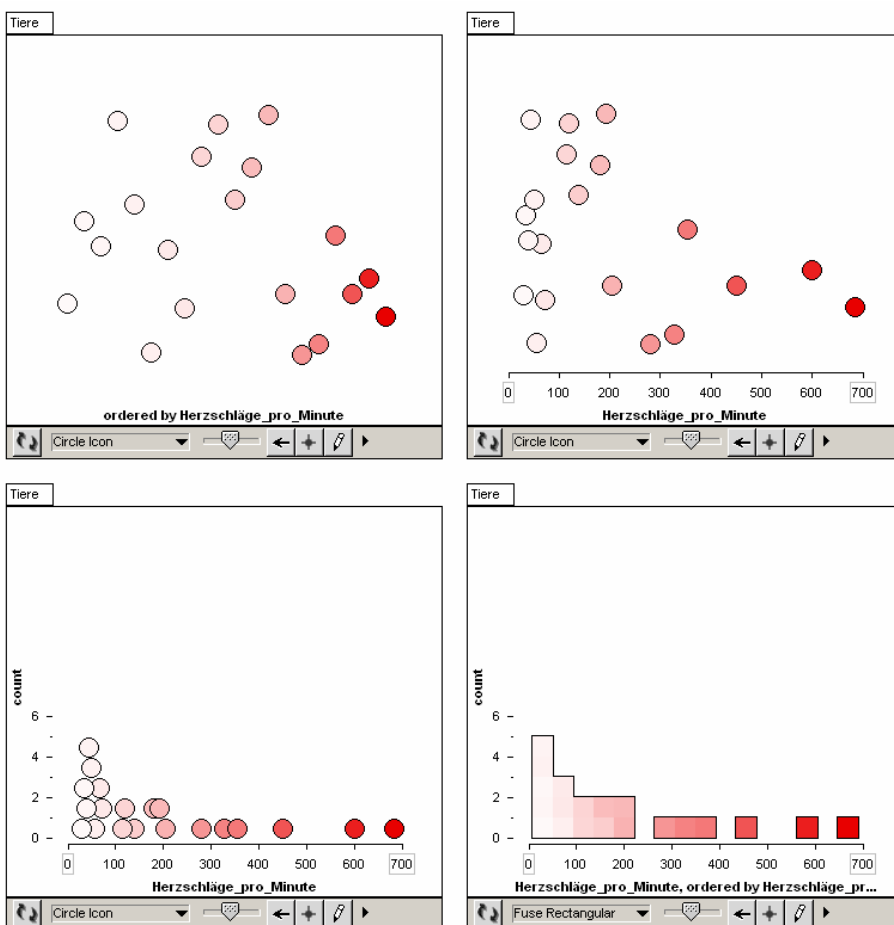 Tiere
ordered by Herzschläge_pro_Minute
Circle Icon
Tiere
0 100 200 300 400 500 600 700
Herzschläge_pro_Minute
Circle Icon
Tiere
count
6
4
2
0
0 100 200 300 400 500 600 700
Herzschläge_pro_Minute
Circle Icon
Tiere
count
6
4
2
0
0 100 200 300 400 500 600 700
Herzschläge_pro_Minute, ordered by Herzschläge_pr...
Fuse Rectangular